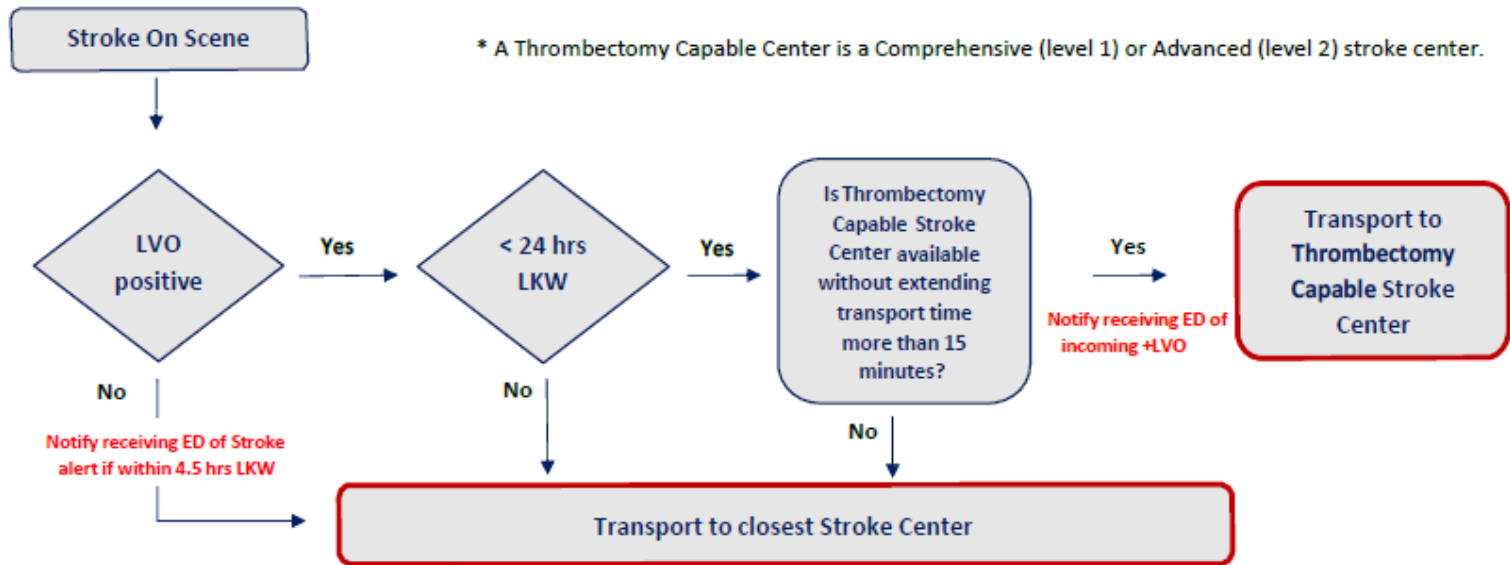 Stroke On Scene
* A Thrombectomy Capable Center is a Comprehensive (level 1) or Advanced (level 2) stroke center.
LVO
positive
Yes
< 24 hrs
LKW
Yes
Is Thrombectomy
Capable Stroke
Center available
without extending
transport time
more than 15
minutes?
Yes
Notify receiving ED of
incoming +LVO
Transport to
Thrombectomy
Capable Stroke
Center
No
Notify receiving ED of Stroke
alert if within 4.5 hrs LKW
No
No
Transport to closest Stroke Center